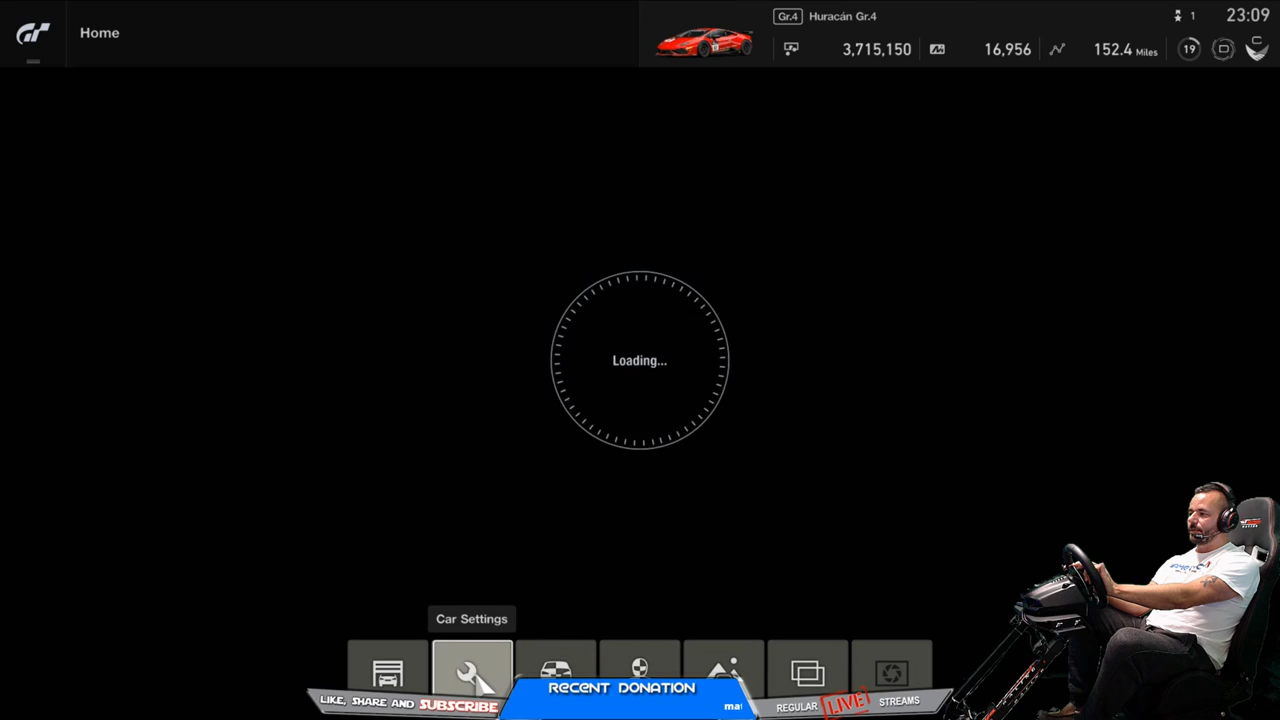 Home
Gr.4 Huracán Gr.4
1
23:09
3,715,150
16,956
152.4 Miles
19
C
Loading...
Car Settings
LIKE, SHARE AND SUBSCRIBE
RECENT DONATION
REGULAR LIVE STREAMS